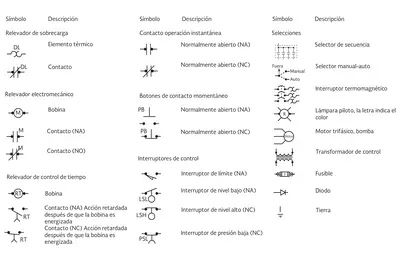 Símbolo Descripción
Relevador de sobrecarga
OL Elemento térmico
OL Contacto
Relevador electromecánico
M Bobina
M Contacto (NA)
M Contacto (NO)
Relevador de control de tiempo
RT Bobina
RT Contacto (NA) Acción retardada
después de que la bobina es
energizada
RT Contacto (NC) Acción retardada
después de que la bobina es
energizada
Símbolo Descripción
Contacto operación instantánea
Normalmente abierto (NA)
Normalmente abierto (NC)
Botones de contacto momentáneo
PB Normalmente abierto (NA)
PB Normalmente abierto (NC)
Interruptores de control
Interruptor de límite (NA)
LSL Interruptor de nivel bajo (NA)
LSH Interruptor de nivel alto (NC)
PSL Interruptor de presión baja (NC)
Símbolo Descripción
Selecciones
Selector de secuencia
Fuera
Manual
Auto
Selector manual-auto
Interruptor termomagnético
R Lámpara piloto, la letra indica el
color
Motor trifásico, bomba
Transformador de control
Fusible
Diodo
Tierra